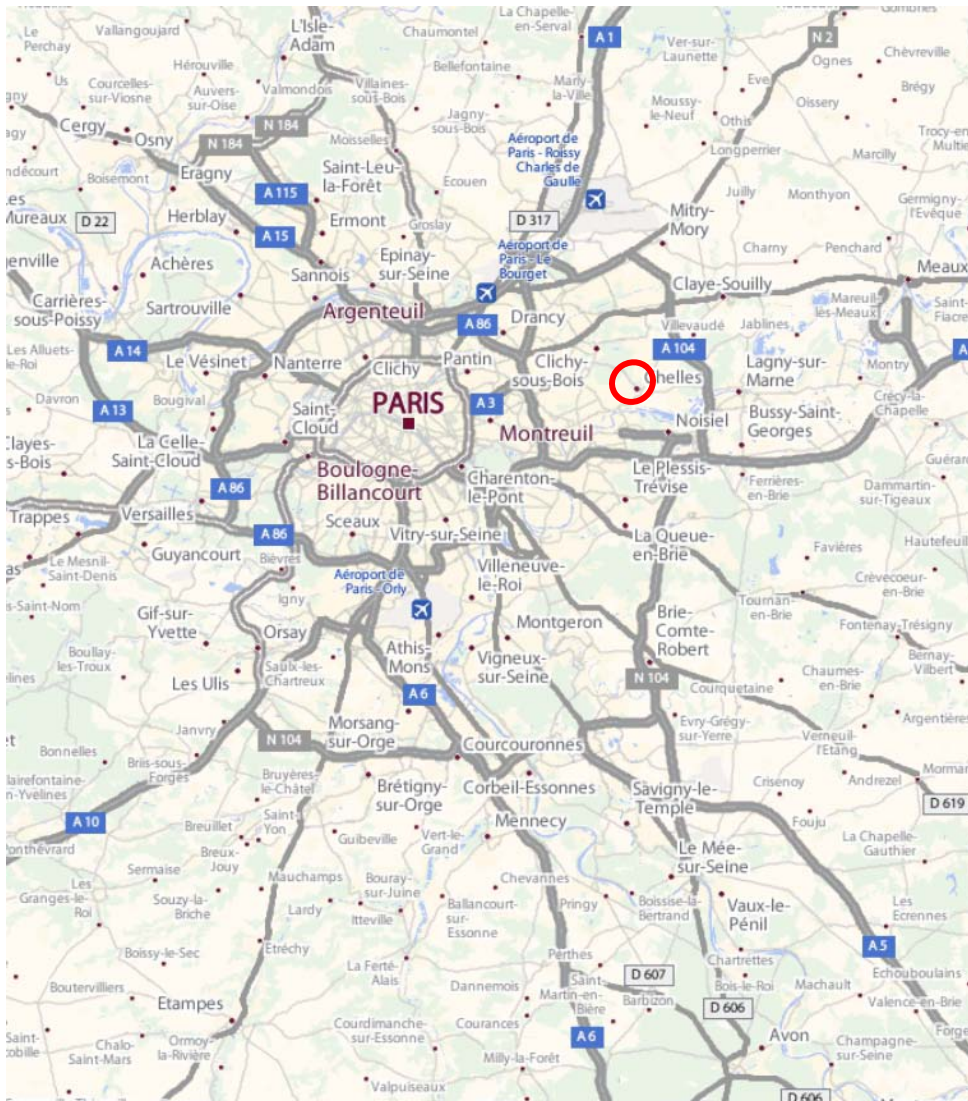 L'Isle-
Adam
Chaumontel
La Chapelle-
en-Serval
A 1
N 2
Le
Perchay
Vallangoujard
Bellefontaine
Ver-sur-
Launette
Ognes
Chèvreville
Us
Hérouville
Courcelles-
sur-Viosne
Auvers-
sur-Oise
Valmondois
Villaines-
sous-Bois
Marly-
la-Ville
Eve
Brégy
Jagny-
sous-Bois
Moussy-
le-Neuf
Oissery
Othis
Cergy
Osny
N 184
N 184
Moisselles
Aéroport de
Paris - Roissy
Charles de
Gaulle
Longperrier
Marcilly
Trocy-en-
Boisemont
Eragny
Saint-Leu-
la-Forêt
Ecouen
Juilly
Monthyon
Germigny-
l'Evêque
A 115
D 22
Herblay
Ermont
Groslay
D 317
Mitry-
Mory
A 15
Epinay-
sur-Seine
Aéroport de
Paris - Le
Bourget
Charny
Penchard
Achères
Sannois
Claye-Souilly
Meaux
Carrières-
sous-Poissy
Sartrouville
Argenteuil
A 86
Drancy
Villevaudé
Jablines
Mareuil-
lès-Meaux
Saint-
Fiacre
Les Alluets-
le-Roi
A 14
Le Vésinet
Nanterre
Clichy
Pantin
Clichy-
sous-Bois
A 104
Lagny-sur-
Marne
Montry
Chelles
Davron
A 13
Bougival
PARIS
A 3
Noisiel
Bussy-Saint-
Georges
Crécy-la-
Chapelle
Clayes-
s-Bois
La Celle-
Saint-Cloud
Saint-
Cloud
Montreuil
Boulogne-
Billancourt
Charenton-
le-Pont
Le Plessis-
Trévise
Ferrières-
en-Brie
Dammartin-
sur-Tigeaux
A 86
Trappes
Versailles
A 86
Sceaux
Vitry-sur-Seine
La Queue-
en-Brie
Favières
Hautefeuil
Le Mesnil-
Saint-Denis
Guyancourt
Bièvres
Igny
Aéroport de
Paris - Orly
Villeneuve-
le-Roi
Crèvecoeur-
en-Brie
Tournan-
en-Brie
s-Saint-Nom
Gif-sur-
Yvette
Orsay
Montgeron
Brie-
Comte-
Robert
Fontenay-Trésigny
Boullay-
les-Troux
Saulx-les-
Chartreux
Athis-
Mons
Vigneux-
sur-Seine
Bernay-
Vilbert
Les Ulis
A 6
N 104
Courquetaine
Chaumes-
en-Brie
Janvry
Morsang-
sur-Orge
Evry-Grégy-
sur-Yerre
Argentières
Bonnelles
N 104
Courcouronnes
Verneuil-
l'Etang
Briis-sous-
Forges
Bruyères-
le-Châtel
Brétigny-
sur-Orge
Corbeil-Essonnes
Savigny-le-
Temple
Crisenoy
Andrezel
D 619
A 10
Saint-
Yon
Mennecy
Fouju
Breuillet
Guibeville
Vert-le-
Grand
La Chapelle-
Gauthier
Breux-
Jouy
Sermaise
Mauchamps
Bouray-
sur-Juine
Chevannes
Le Mée-
sur-Seine
Les
Granges-le-
Roi
Souzy-la-
Briche
Lardy
Itteville
Ballancourt-
sur-
Essonne
Pringy
Boissise-la-
Bertrand
Vaux-le-
Pénil
Les
Ecrennes
Boissy-le-Sec
Etréchy
La Ferté-
Alais
Perthes
Chartrettes
A 5
Boutervilliers
Dannemois
Saint-
Martin-en-
Bière
D 607
Barbizon
Bois-le-Roi
Machault
Echouboulains
Etampes
D 606
Valence-en-Brie
Saint-
Chalo-
Saint-Mars
Ormoy-
la-Rivière
Courdimanche-
sur-Essonne
Courances
A 6
Avon
Champagne-
sur-Seine
Milly-la-Forêt
Valpuiseaux
D 606